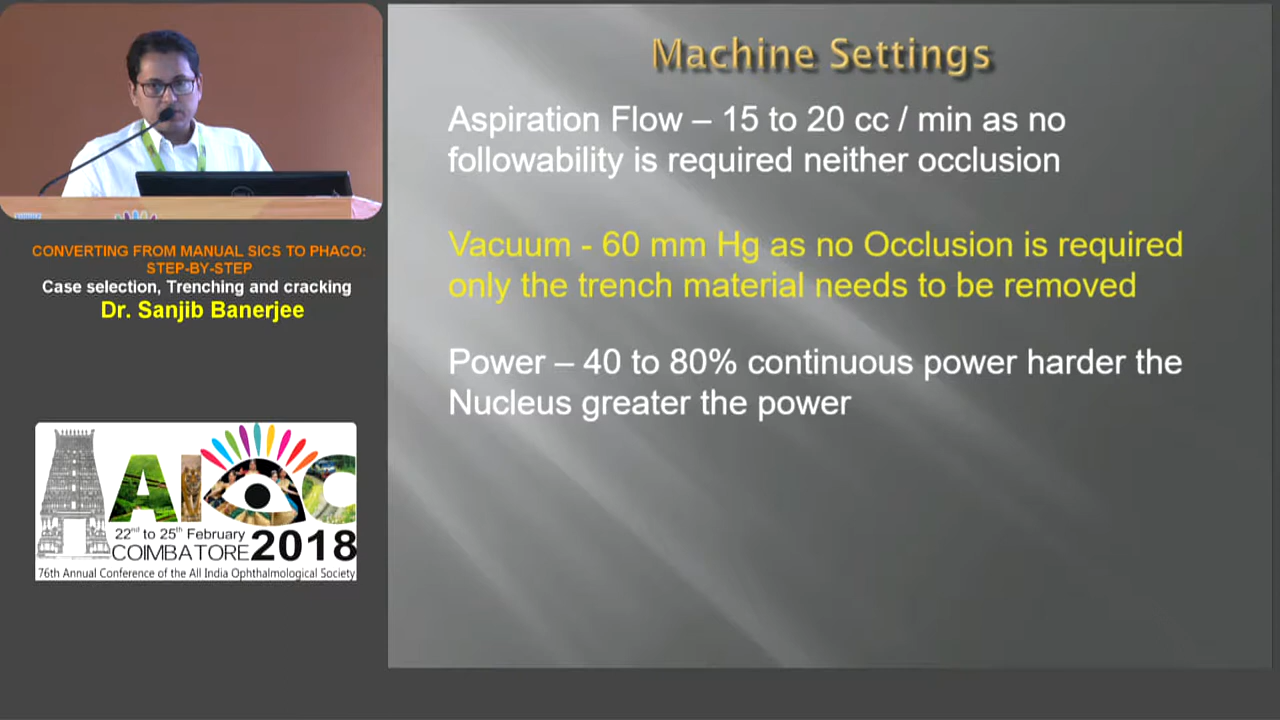 Machine Settings
Aspiration Flow – 15 to 20 cc / min as no
followability is required neither occlusion
Vacuum - 60 mm Hg as no Occlusion is required
only the trench material needs to be removed
Power – 40 to 80% continuous power harder the
Nucleus greater the power
CONVERTING FROM MANUAL SICS TO PHACO:
STEP-BY-STEP
Case selection, Trenching and cracking
Dr. Sanjib Banerjee
AIOC
22nd to 25th February
COIMBATORE 2018
76th Annual Conference of the All India Ophthalmological Society